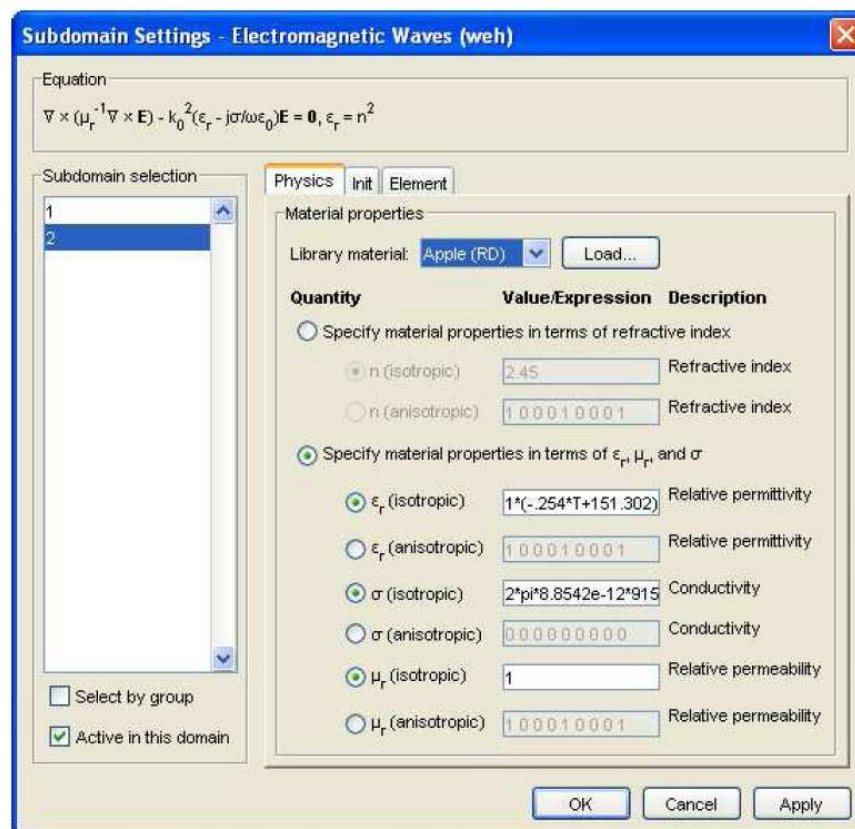 Subdomain Settings - Electromagnetic Waves (weh)
Equation
∇ × (μr⁻¹∇ × E) - k₀²(εr - jσ/ωε₀)E = 0, εr = n²
Subdomain selection
1
2
Select by group
Active in this domain
Physics Init Element
Material properties
Library material: Apple (RD) Load...
Quantity Value/Expression Description
Specify material properties in terms of refractive index
n (isotropic) 2.45 Refractive index
n (anisotropic) 1 0 0 0 1 0 0 0 1 Refractive index
Specify material properties in terms of εr, μr, and σ
εr (isotropic) 1*(-.254*T+151.302) Relative permittivity
εr (anisotropic) 1 0 0 0 1 0 0 0 1 Relative permittivity
σ (isotropic) 2*pi*8.8542e-12*915 Conductivity
σ (anisotropic) 0 0 0 0 0 0 0 0 0 Conductivity
μr (isotropic) 1 Relative permeability
μr (anisotropic) 1 0 0 0 1 0 0 0 1 Relative permeability
OK Cancel Apply